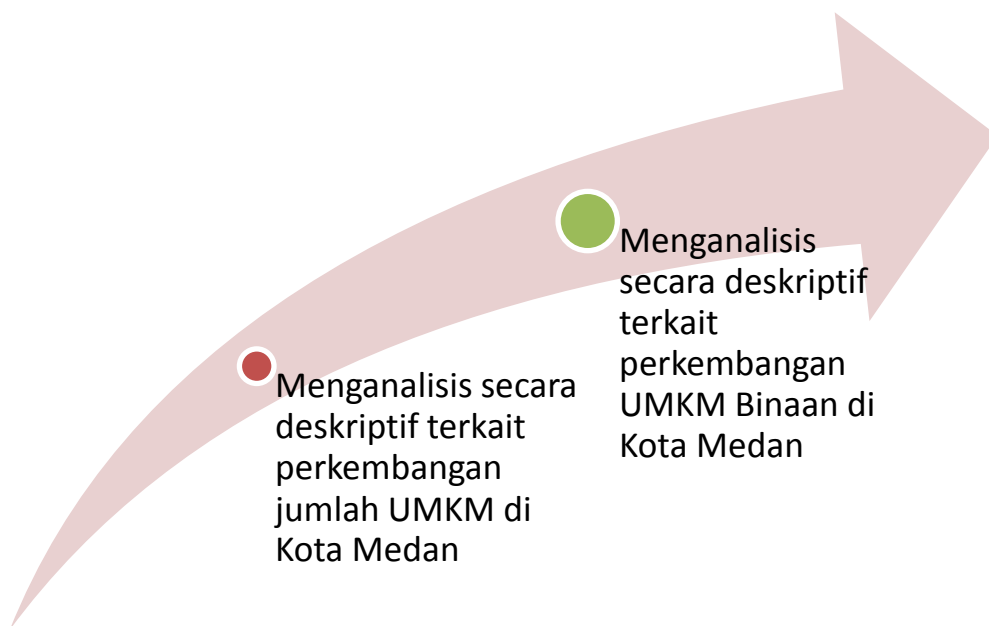 Menganalisis secara
deskriptif terkait
perkembangan
jumlah UMKM di
Kota Medan
Menganalisis
secara deskriptif
terkait
perkembangan
UMKM Binaan di
Kota Medan